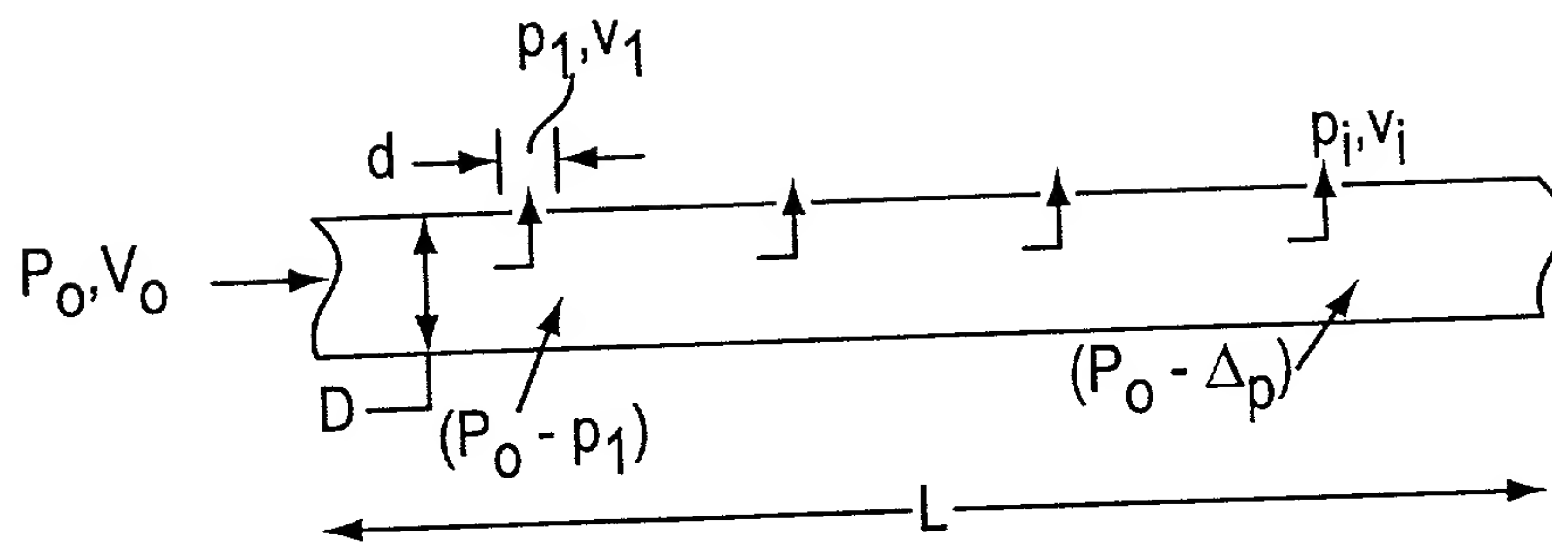 p1,v1
d
pi,vi
Po,Vo
D
(Po - p1)
(Po - Δp)
L